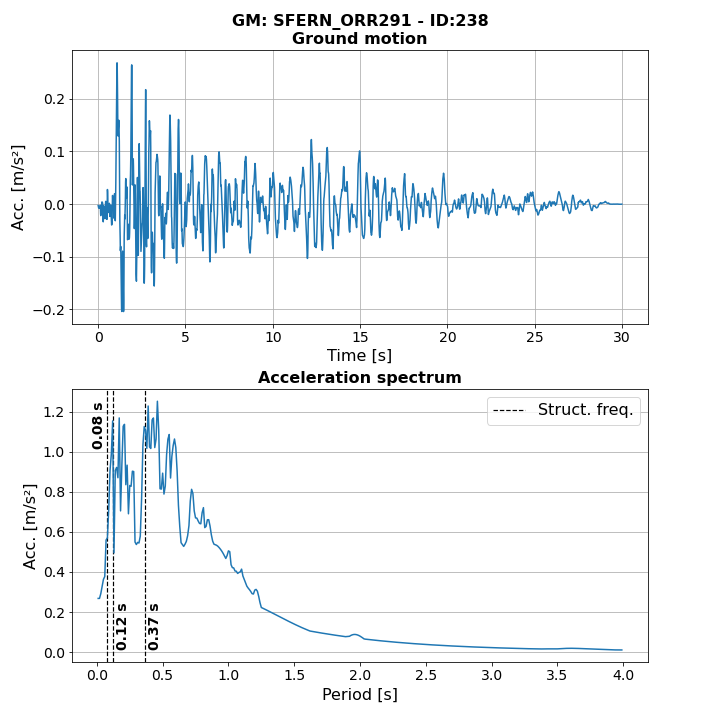 GM: SFERN_ORR291 - ID:238
Ground motion
Acc. [m/s²]
0.2
0.1
0.0
−0.1
−0.2
0
5
10
15
20
25
30
Time [s]
Acceleration spectrum
Acc. [m/s²]
1.2
1.0
0.8
0.6
0.4
0.2
0.0
0.08 s
0.12 s
0.37 s
Struct. freq.
0.0
0.5
1.0
1.5
2.0
2.5
3.0
3.5
4.0
Period [s]